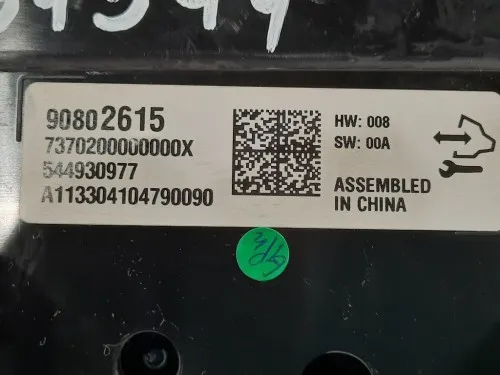 90802615
7370200000000X
544930977
A113304104790090
HW: 008
SW: 00A
ASSEMBLED
IN CHINA